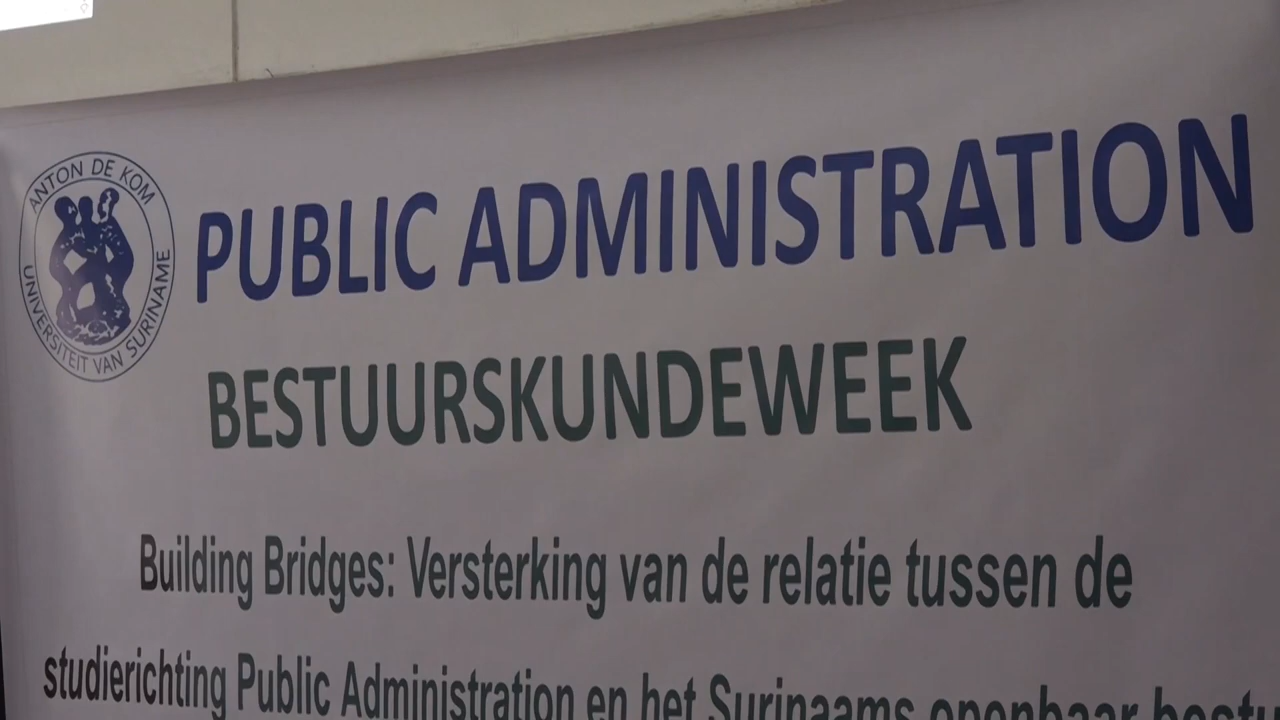 ANTON DE KOM
UNIVERSITEIT VAN SURINAME
PUBLIC ADMINISTRATION
BESTUURSKUNDEWEEK
Building Bridges: Versterking van de relatie tussen de
studierichting Public Administration en het Surinaams openbaar